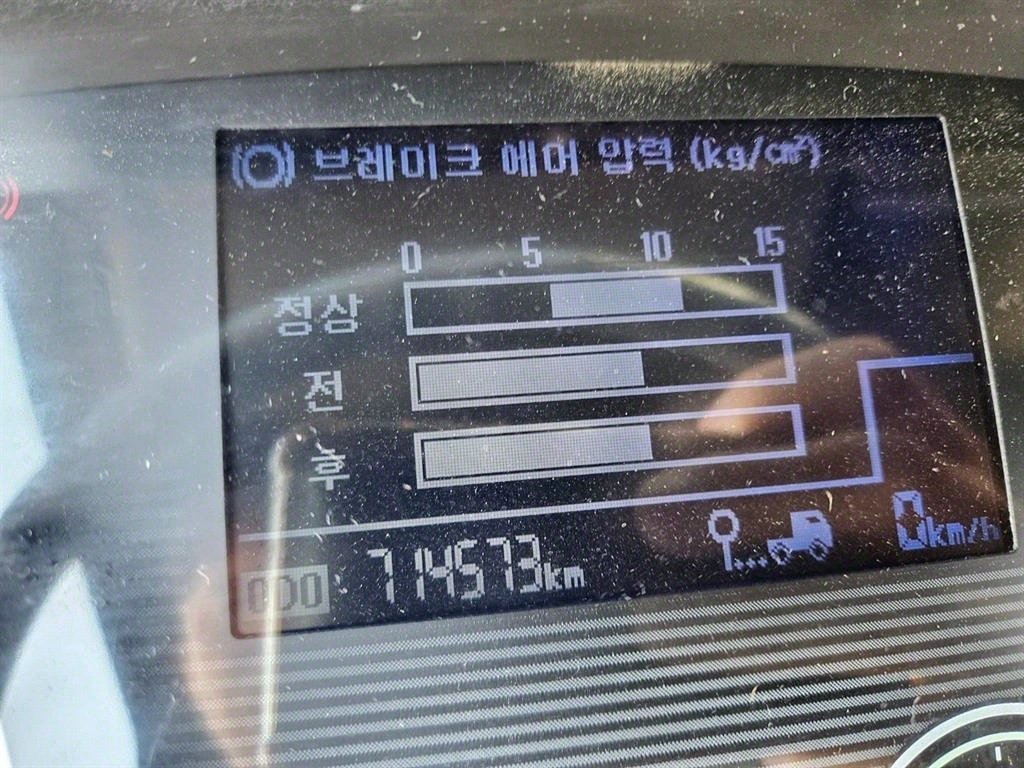 브레이크 에어 압력 (kg/cm²)
0 5 10 15
정상
전
후
ODO 714573km
0km/h